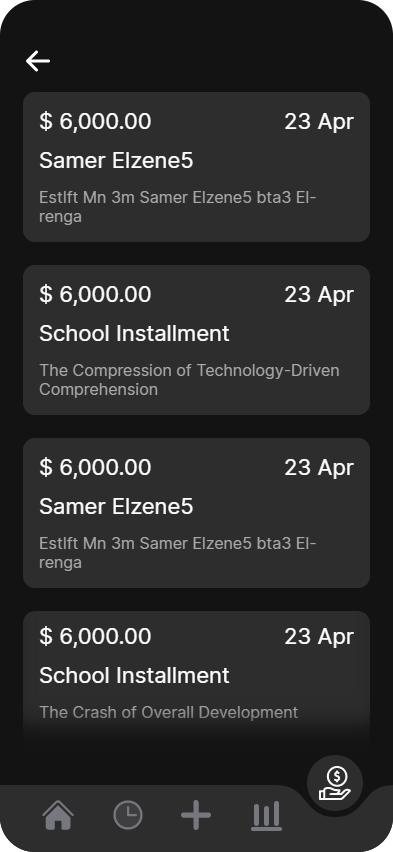 $ 6,000.00 23 Apr
Samer Elzene5
Estlft Mn 3m Samer Elzene5 bta3 El-
renga
$ 6,000.00 23 Apr
School Installment
The Compression of Technology-Driven
Comprehension
$ 6,000.00 23 Apr
Samer Elzene5
Estlft Mn 3m Samer Elzene5 bta3 El-
renga
$ 6,000.00 23 Apr
School Installment
The Crash of Overall Development
$